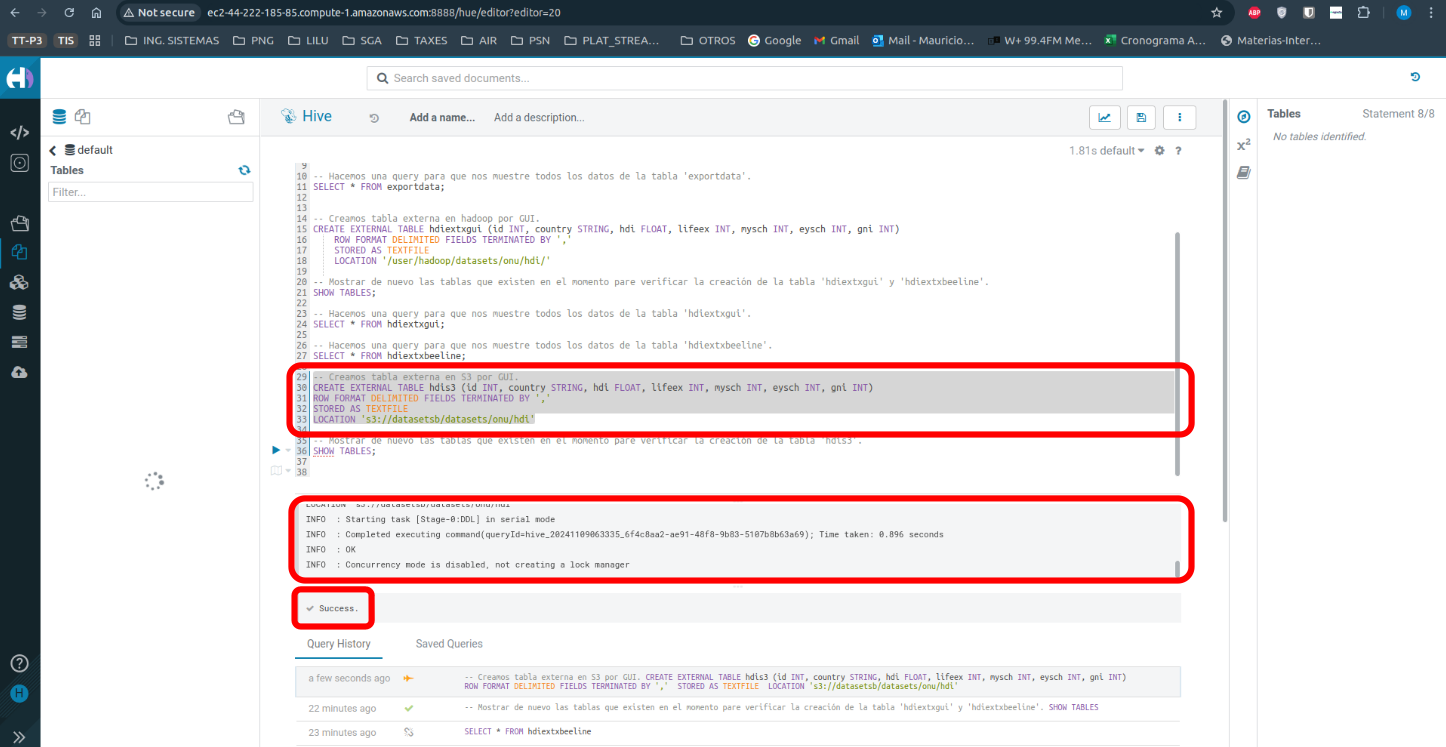 Not secure
ec2-44-222-185-85.compute-1.amazonaws.com:8888/hue/editor?editor=20
ABP
M
TT-P3
TIS
ING. SISTEMAS
PNG
LILU
SGA
TAXES
AIR
PSN
PLAT_STREA...
OTROS
Google
Gmail
Mail - Mauricio...
W+ 99.4FM Me...
Cronograma A...
Materias-Inter...
Search saved documents...
default
Tables
Filter...
H
Hive
Add a name...
Add a description...
1.81s default
?
9
10 -- Hacemos una query para que nos muestre todos los datos de la tabla 'exportdata'.
11 SELECT * FROM exportdata;
12
13
14 -- Creamos tabla externa en hadoop por GUI.
15 CREATE EXTERNAL TABLE hdiextxgui (id INT, country STRING, hdi FLOAT, lifeex INT, mysch INT, eysch INT, gni INT)
16 ROW FORMAT DELIMITED FIELDS TERMINATED BY ','
17 STORED AS TEXTFILE
18 LOCATION '/user/hadoop/datasets/onu/hdi/'
19
20 -- Mostrar de nuevo las tablas que existen en el momento pare verificar la creación de la tabla 'hdiextxgui' y 'hdiextxbeeline'.
21 SHOW TABLES;
22
23 -- Hacemos una query para que nos muestre todos los datos de la tabla 'hdiextxgui'.
24 SELECT * FROM hdiextxgui;
25
26 -- Hacemos una query para que nos muestre todos los datos de la tabla 'hdiextxbeeline'.
27 SELECT * FROM hdiextxbeeline;
29 -- Creamos tabla externa en S3 por GUI.
30 CREATE EXTERNAL TABLE hdis3 (id INT, country STRING, hdi FLOAT, lifeex INT, mysch INT, eysch INT, gni INT)
31 ROW FORMAT DELIMITED FIELDS TERMINATED BY ','
32 STORED AS TEXTFILE
33 LOCATION 's3://datasetsb/datasets/onu/hdi'
34
35 -- Mostrar de nuevo las tablas que existen en el momento pare verificar la creación de la tabla 'hdis3'.
36 SHOW TABLES;
37
38
LOCATION 's3://datasetsb/datasets/onu/hdi'
INFO : Starting task [Stage-0:DDL] in serial mode
INFO : Completed executing command(queryId=hive_20241109063335_6f4c8aa2-ae91-48f8-9b83-5107b8b63a69); Time taken: 0.896 seconds
INFO : OK
INFO : Concurrency mode is disabled, not creating a lock manager
Success.
Query History
Saved Queries
a few seconds ago
-- Creamos tabla externa en S3 por GUI. CREATE EXTERNAL TABLE hdis3 (id INT, country STRING, hdi FLOAT, lifeex INT, mysch INT, eysch INT, gni INT)
ROW FORMAT DELIMITED FIELDS TERMINATED BY ',' STORED AS TEXTFILE LOCATION 's3://datasetsb/datasets/onu/hdi'
22 minutes ago
-- Mostrar de nuevo las tablas que existen en el momento pare verificar la creación de la tabla 'hdiextxgui' y 'hdiextxbeeline'. SHOW TABLES
23 minutes ago
SELECT * FROM hdiextxbeeline
Tables
Statement 8/8
No tables identified.